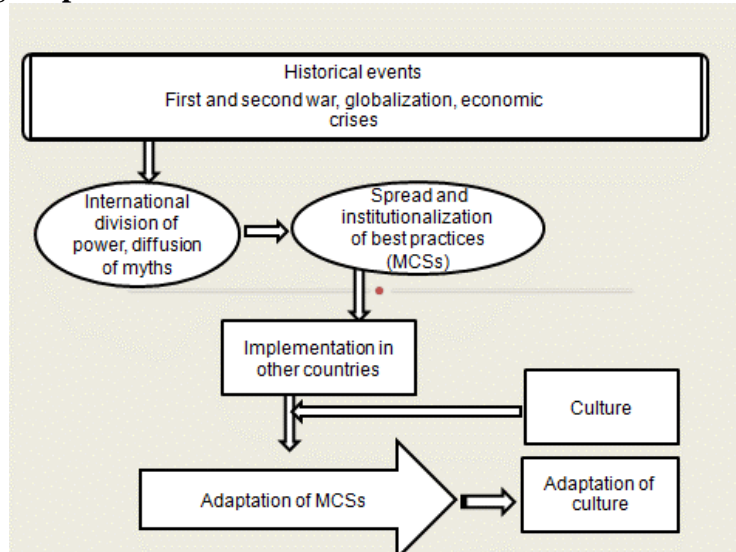 Historical events
First and second war, globalization, economic
crises
International
division of
power, diffusion
of myths
Spread and
institutionalization
of best practices
(MCSs)
Implementation in
other countries
Culture
Adaptation of MCSs
Adaptation of
culture